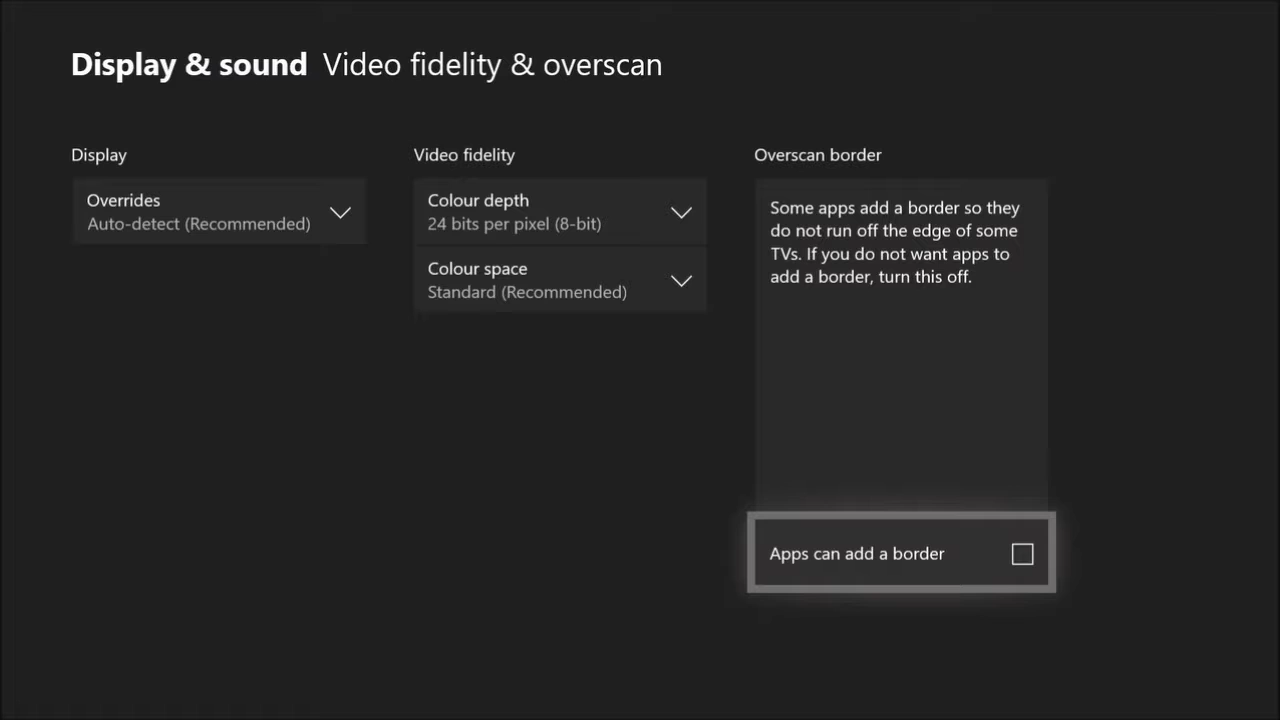 Display & sound Video fidelity & overscan
Display
Overrides
Auto-detect (Recommended)
Video fidelity
Colour depth
24 bits per pixel (8-bit)
Colour space
Standard (Recommended)
Overscan border
Some apps add a border so they
do not run off the edge of some
TVs. If you do not want apps to
add a border, turn this off.
Apps can add a border